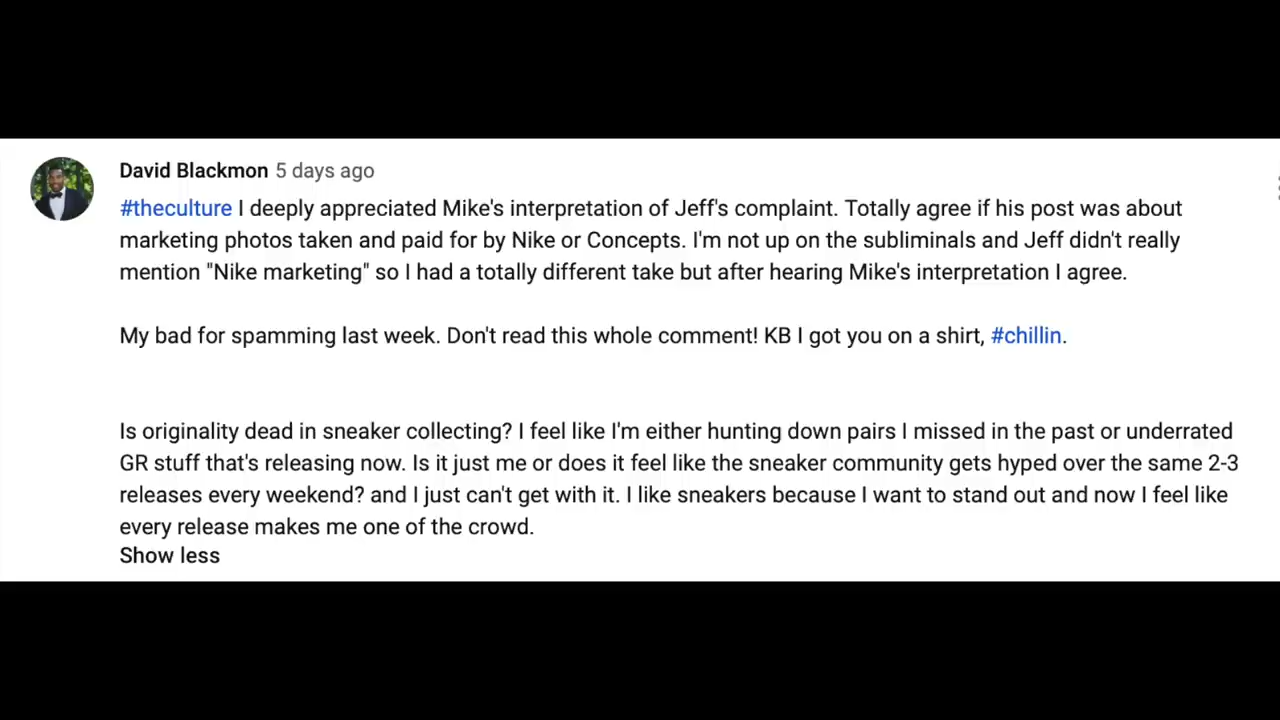 David Blackmon 5 days ago
#theculture I deeply appreciated Mike's interpretation of Jeff's complaint. Totally agree if his post was about
marketing photos taken and paid for by Nike or Concepts. I'm not up on the subliminals and Jeff didn't really
mention "Nike marketing" so I had a totally different take but after hearing Mike's interpretation I agree.
My bad for spamming last week. Don't read this whole comment! KB I got you on a shirt, #chillin.
Is originality dead in sneaker collecting? I feel like I'm either hunting down pairs I missed in the past or underrated
GR stuff that's releasing now. Is it just me or does it feel like the sneaker community gets hyped over the same 2-3
releases every weekend? and I just can't get with it. I like sneakers because I want to stand out and now I feel like
every release makes me one of the crowd.
Show less